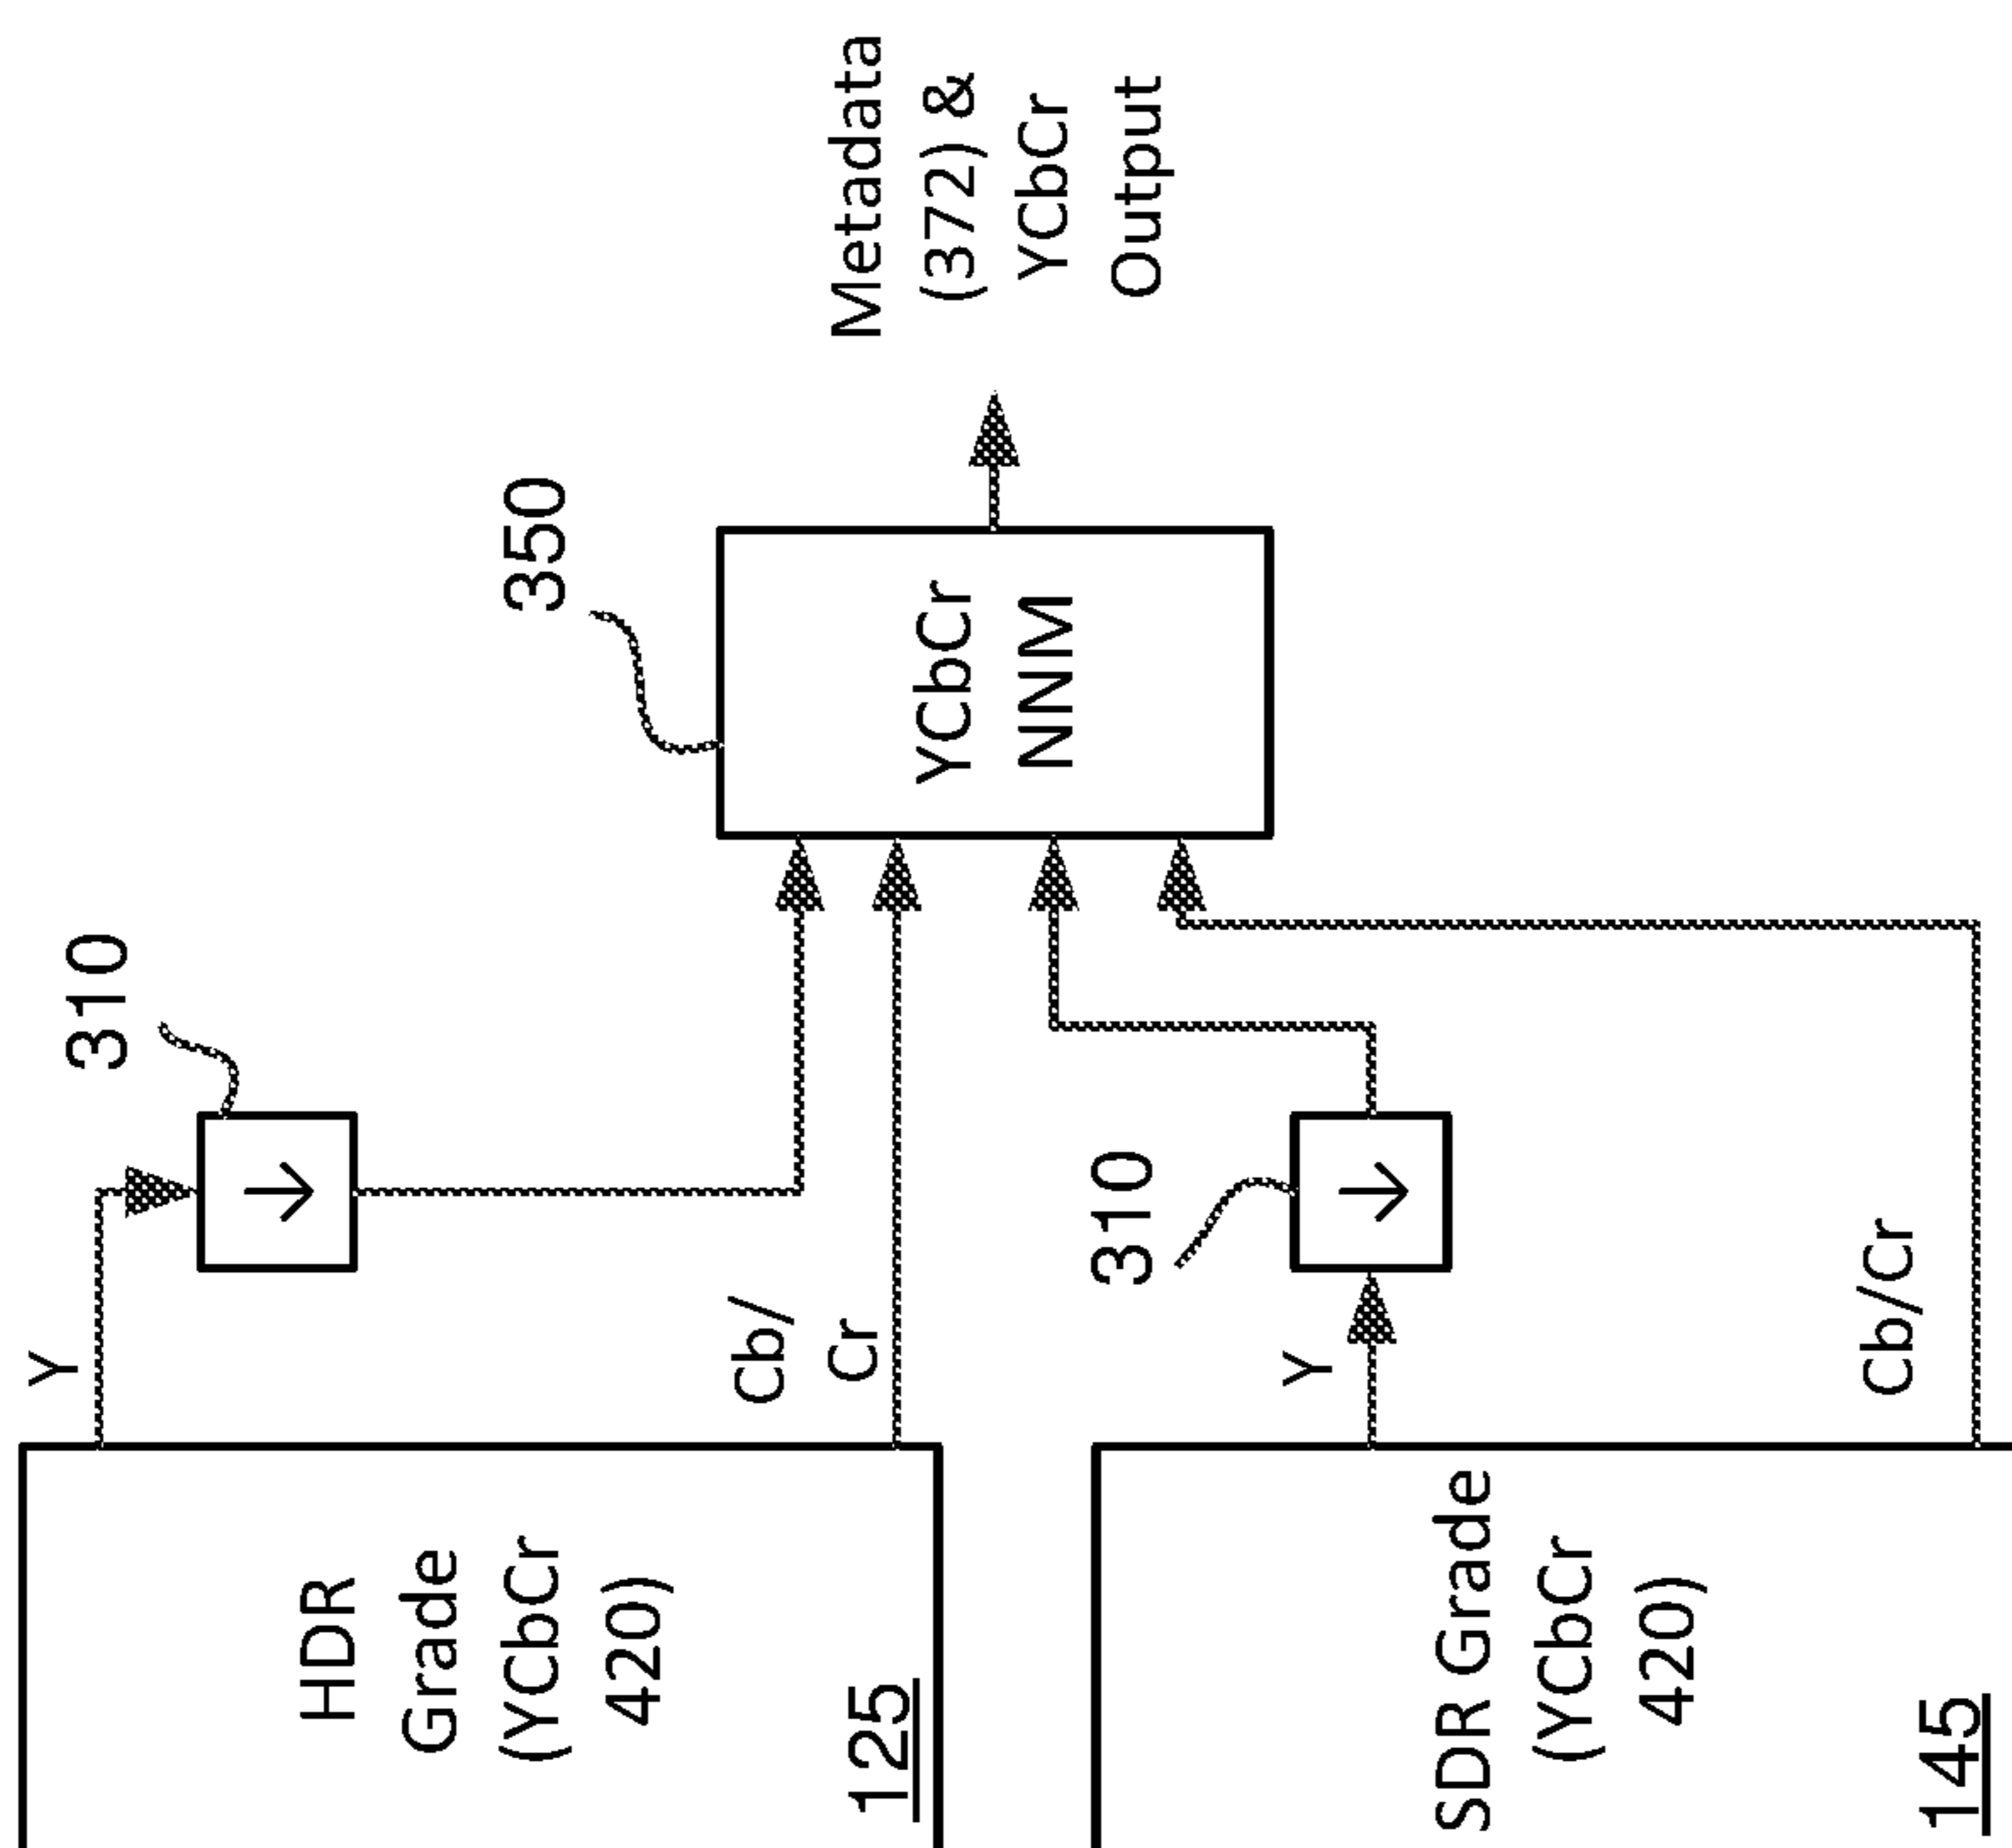 HDR
Grade
(YCbCr
420)
125
Y
310
Cb/
Cr
SDR Grade
(YCbCr
420)
145
Y
310
Cb/Cr
350
YCbCr
NNM
Metadata
(372) &
YCbCr
Output